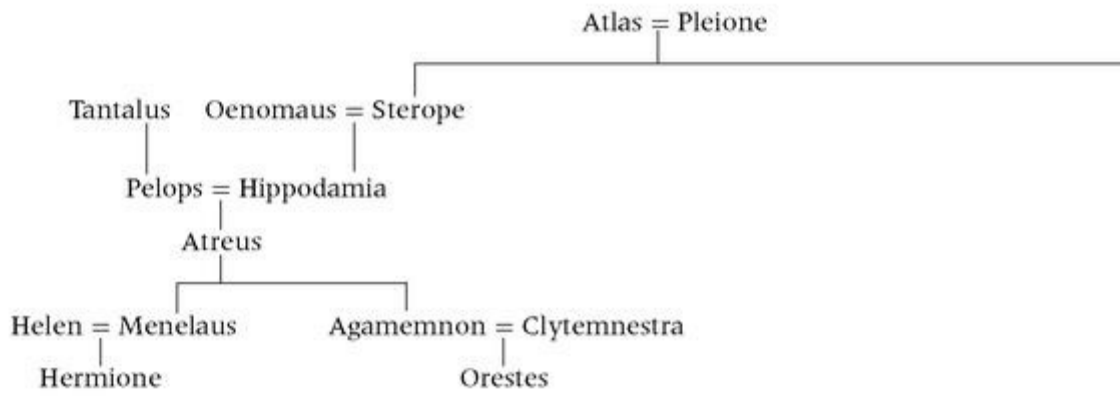 Atlas = Pleione
Tantalus Oenomaus = Sterope
Pelops = Hippodamia
Atreus
Helen = Menelaus Agamemnon = Clytemnestra
Hermione Orestes